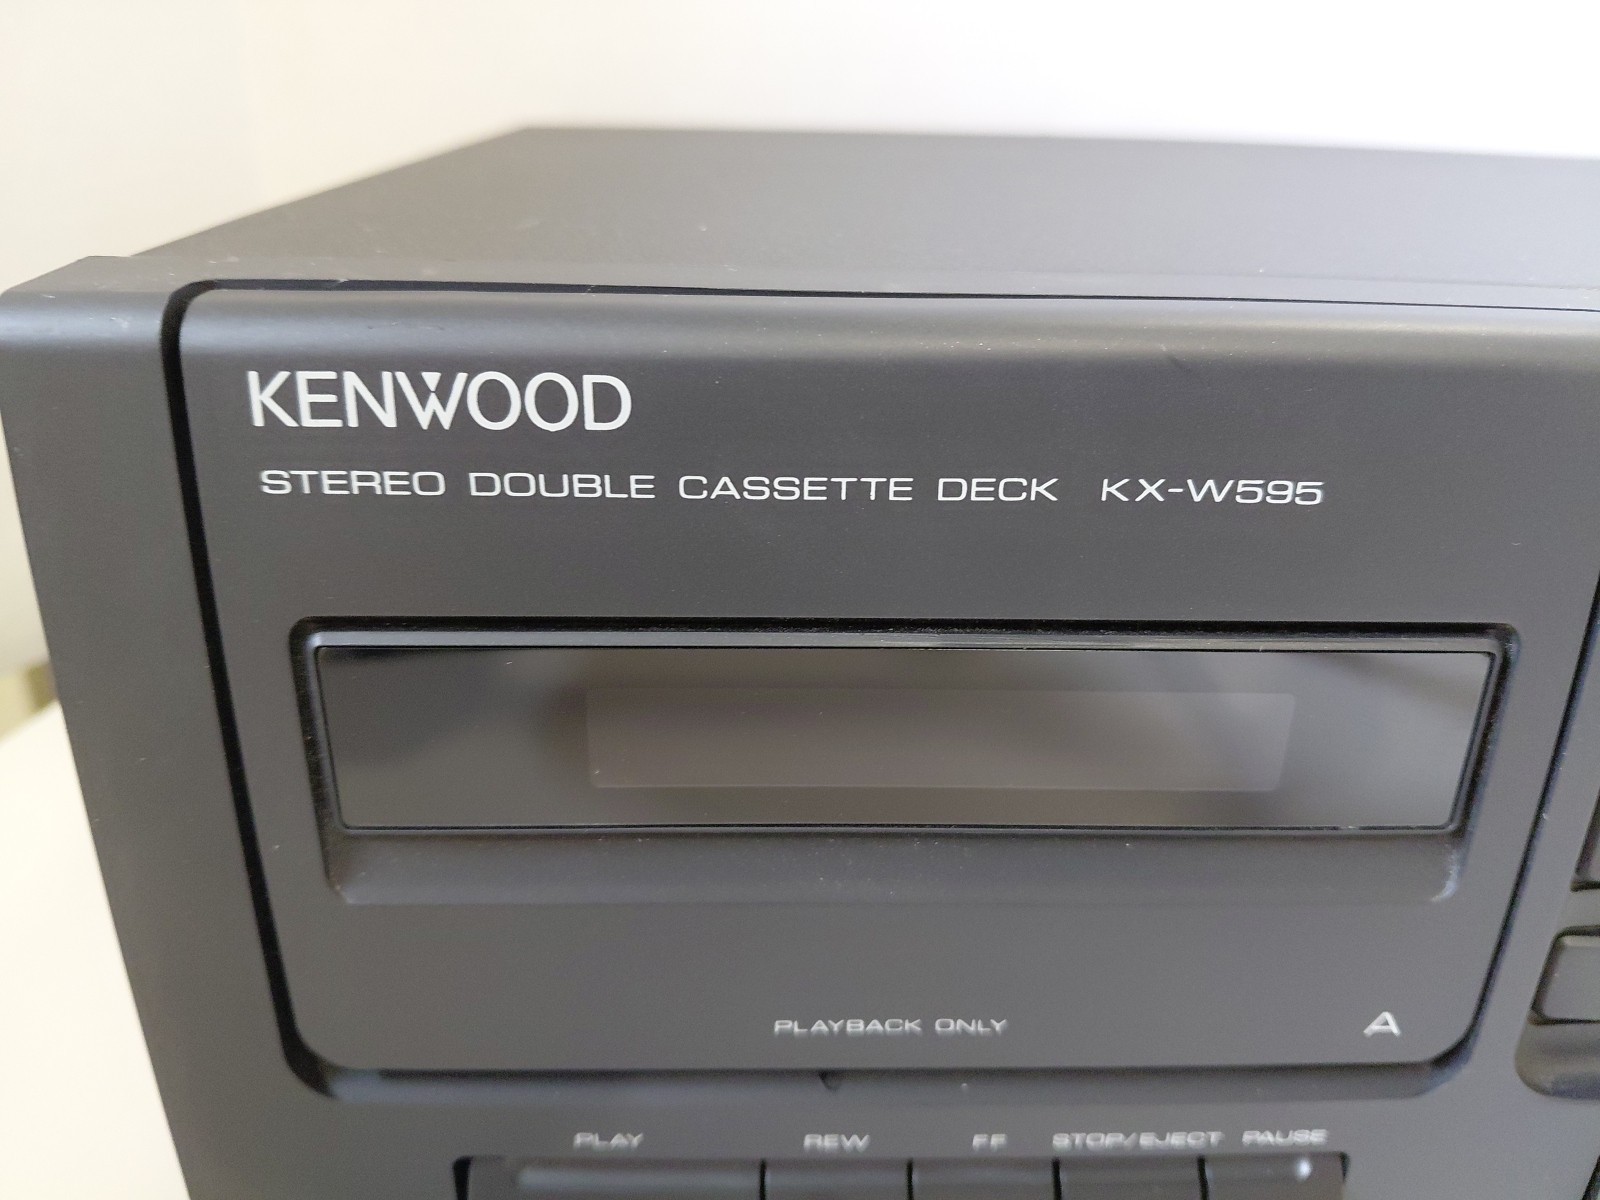 KENWOOD
STEREO DOUBLE CASSETTE DECK KX-W595
PLAYBACK ONLY A
PLAY REW FF STOP/EJECT PAUSE